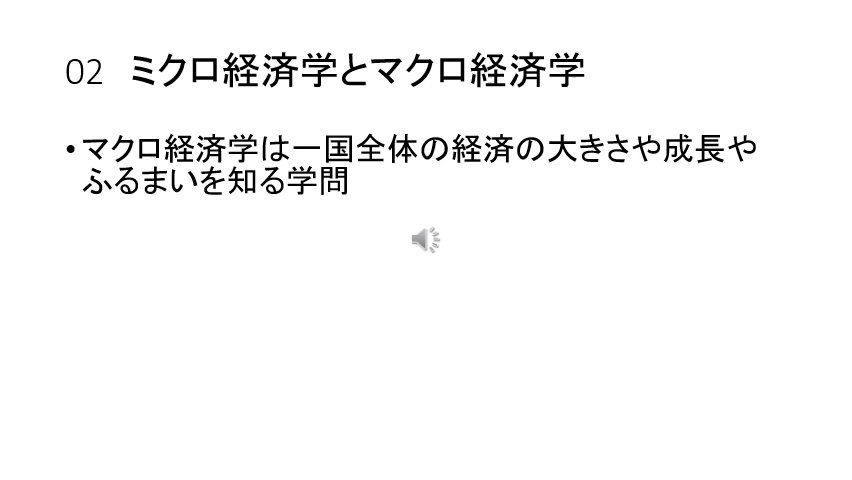 02 ミクロ経済学とマクロ経済学
•マクロ経済学は一国全体の経済の大きさや成長や
ふるまいを知る学問